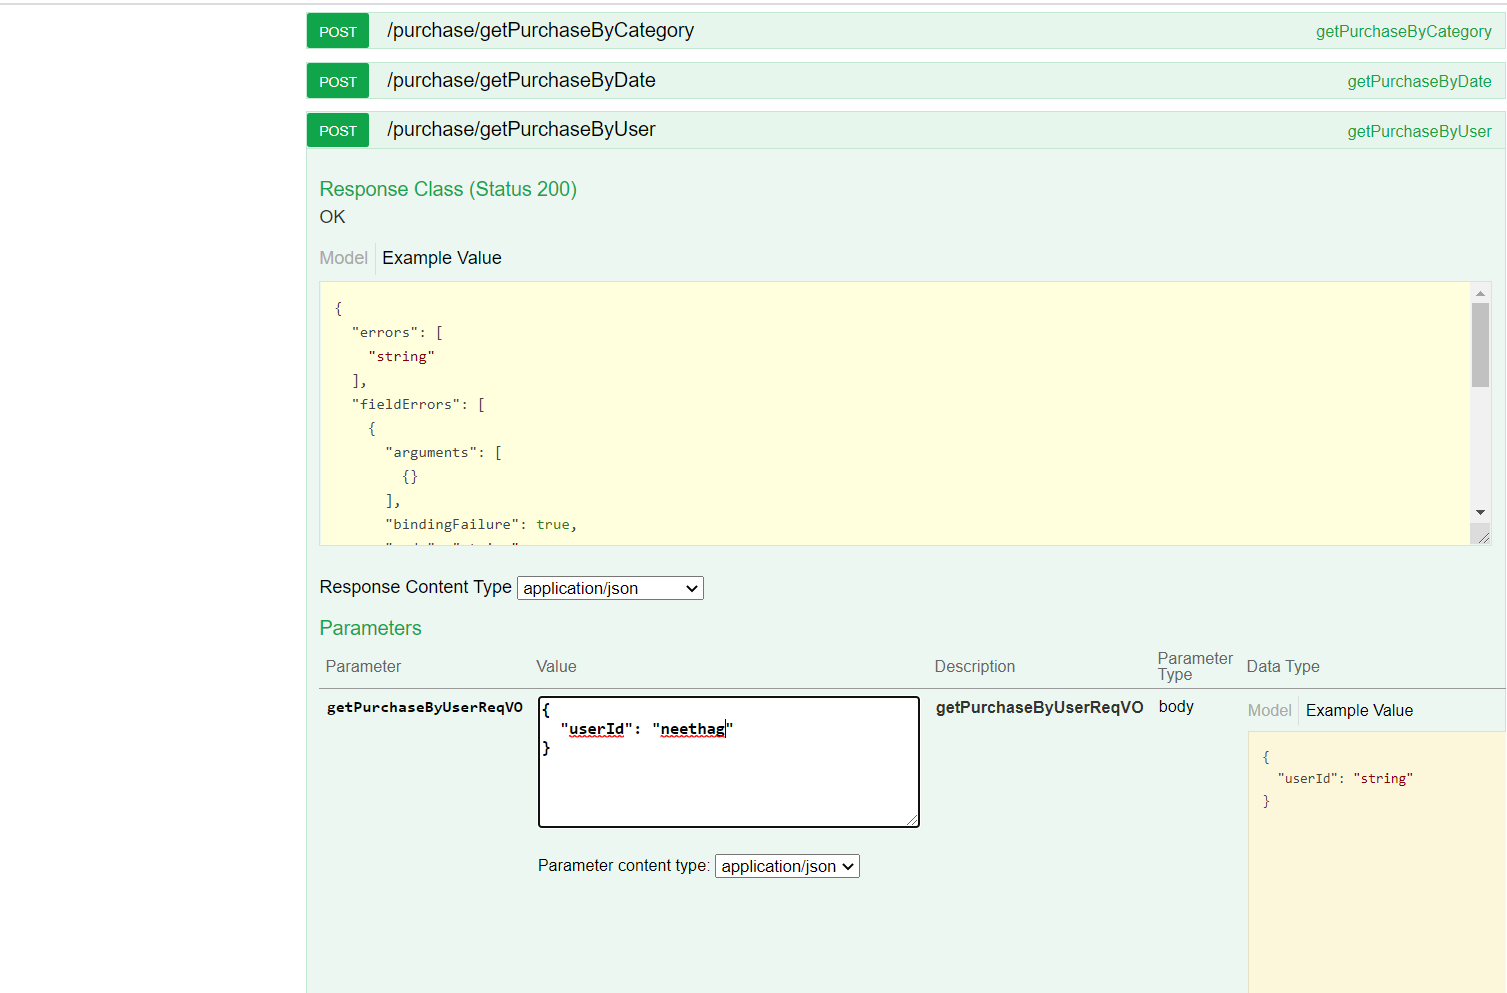 POST /purchase/getPurchaseByCategory getPurchaseByCategory
POST /purchase/getPurchaseByDate getPurchaseByDate
POST /purchase/getPurchaseByUser getPurchaseByUser
Response Class (Status 200)
OK
Model Example Value
{
"errors": [
"string"
],
"fieldErrors": [
{
"arguments": [
{}
],
"bindingFailure": true,
Response Content Type application/json
Parameters
Parameter Value Description Parameter Type Data Type
getPurchaseByUserReqVO
{
"userId": "neethag"
}
getPurchaseByUserReqVO body
Model Example Value
{
"userId": "string"
}
Parameter content type: application/json